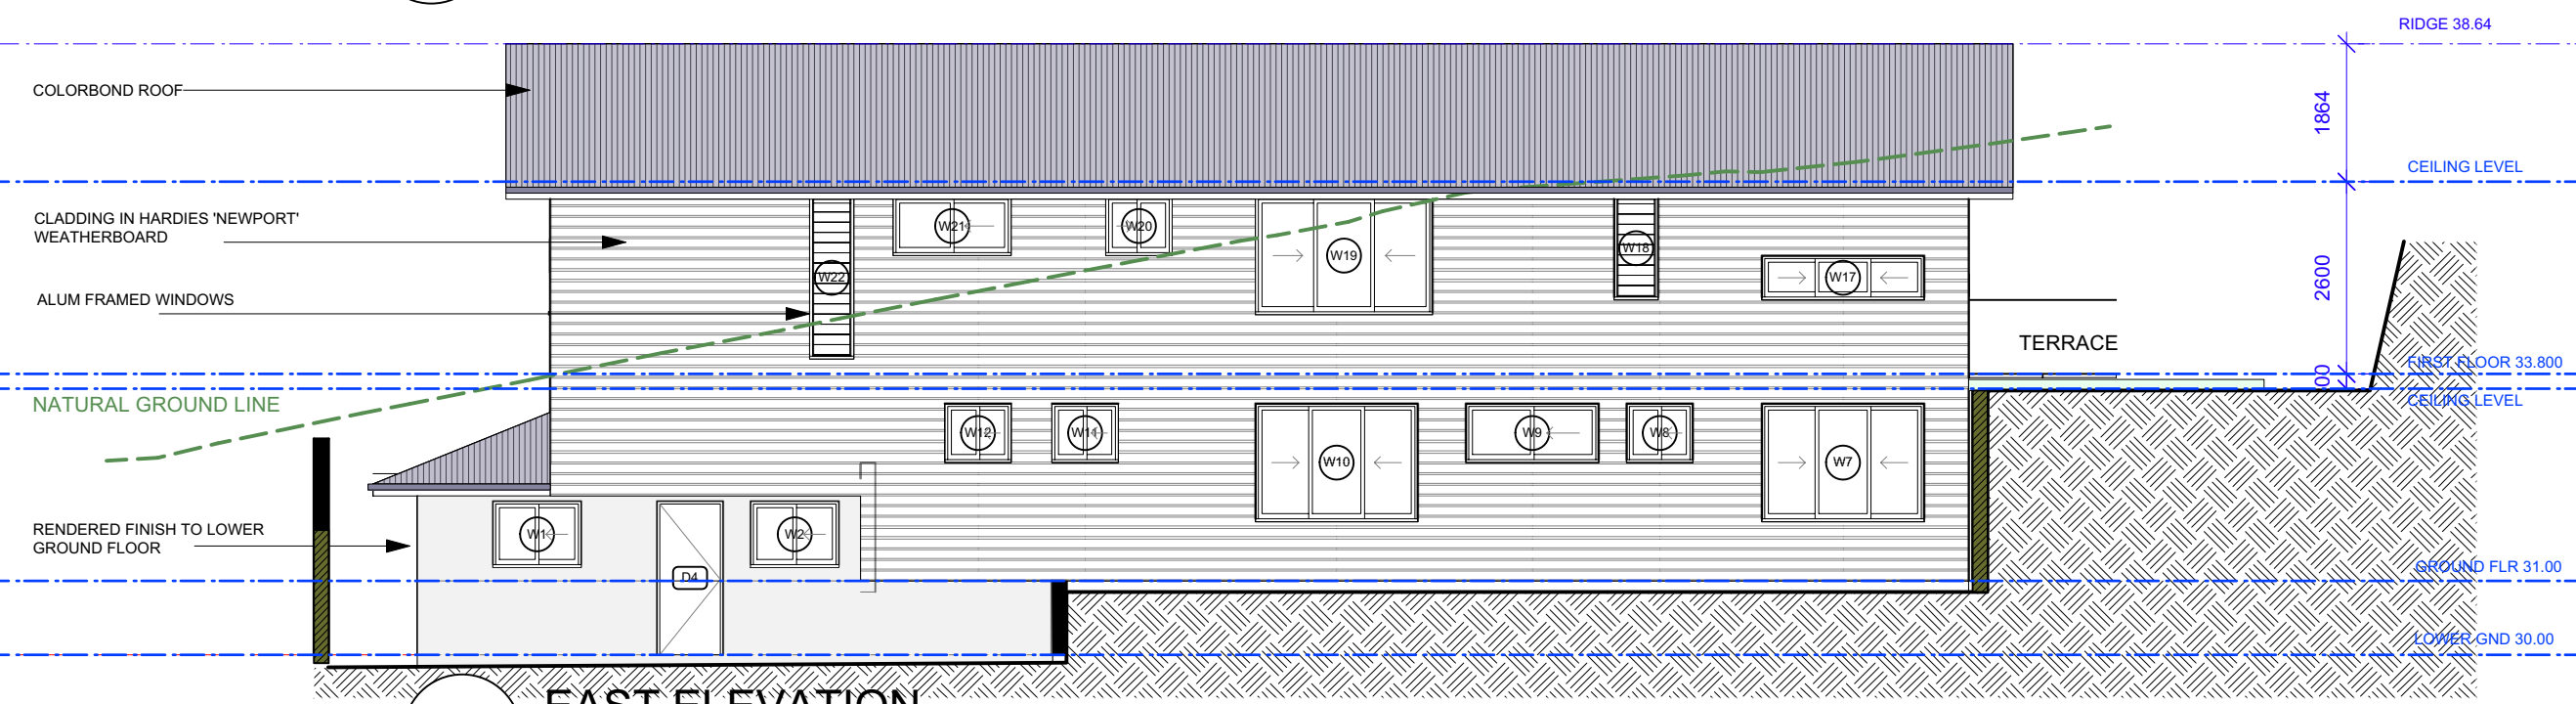 RIDGE 38.64
COLORBOND ROOF
1864
CEILING LEVEL
CLADDING IN HARDIES 'NEWPORT'
WEATHERBOARD
W21
W20
W19
W18
W22
W17
2600
ALUM FRAMED WINDOWS
TERRACE
FIRST FLOOR 33.800
00
CEILING LEVEL
NATURAL GROUND LINE
W12
W11
W10
W9
W8
W7
RENDERED FINISH TO LOWER
GROUND FLOOR
W1
W2
D4
GROUND FLR 31.00
LOWER GND 30.00
EAST ELEVATION